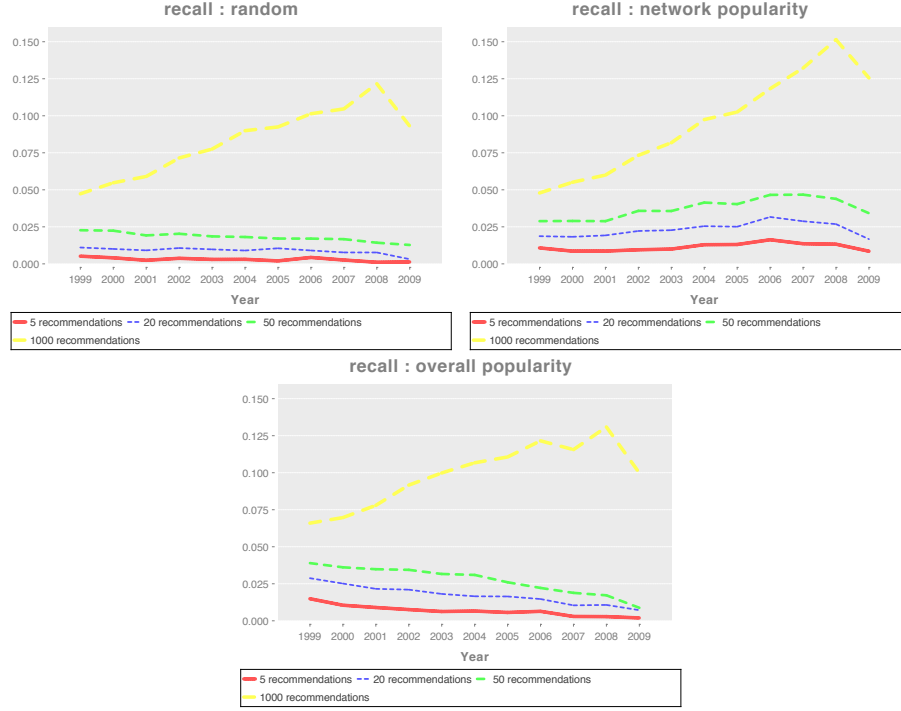 recall : random
0.150
0.125
0.100
0.075
0.050
0.025
0.000
1999 2000 2001 2002 2003 2004 2005 2006 2007 2008 2009
Year
5 recommendations 20 recommendations 50 recommendations
1000 recommendations
recall : network popularity
0.150
0.125
0.100
0.075
0.050
0.025
0.000
1999 2000 2001 2002 2003 2004 2005 2006 2007 2008 2009
Year
5 recommendations 20 recommendations 50 recommendations
1000 recommendations
recall : overall popularity
0.150
0.125
0.100
0.075
0.050
0.025
0.000
1999 2000 2001 2002 2003 2004 2005 2006 2007 2008 2009
Year
5 recommendations 20 recommendations 50 recommendations
1000 recommendations